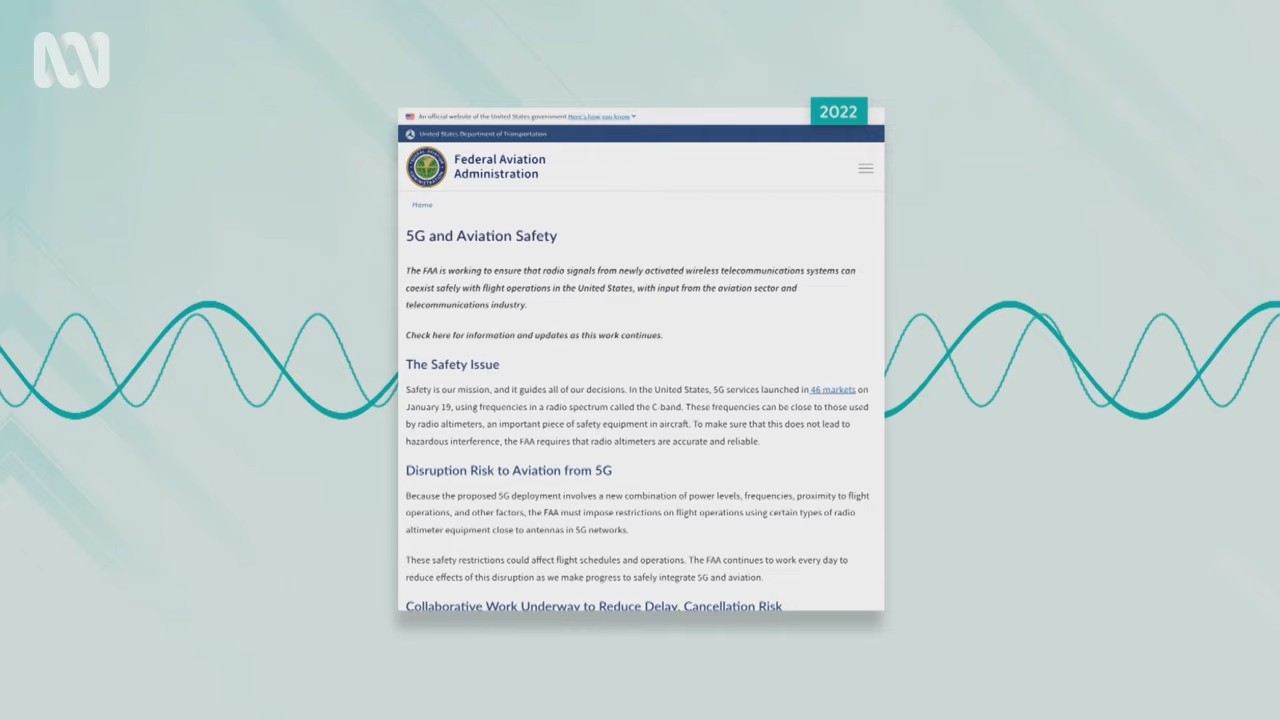 2022
An official website of the United States government Here's how you know
United States Department of Transportation
Federal Aviation
Administration
Home
5G and Aviation Safety
The FAA is working to ensure that radio signals from newly activated wireless telecommunications systems can
coexist safely with flight operations in the United States, with input from the aviation sector and
telecommunications industry.
Check here for information and updates as this work continues.
The Safety Issue
Safety is our mission, and it guides all of our decisions. In the United States, 5G services launched in 46 markets on
January 19, using frequencies in a radio spectrum called the C-band. These frequencies can be close to those used
by radio altimeters, an important piece of safety equipment in aircraft. To make sure that this does not lead to
hazardous interference, the FAA requires that radio altimeters are accurate and reliable.
Disruption Risk to Aviation from 5G
Because the proposed 5G deployment involves a new combination of power levels, frequencies, proximity to flight
operations, and other factors, the FAA must impose restrictions on flight operations using certain types of radio
altimeter equipment close to antennas in 5G networks.
These safety restrictions could affect flight schedules and operations. The FAA continues to work every day to
reduce effects of this disruption as we make progress to safely integrate 5G and aviation.
Collaborative Work Underway to Reduce Delay, Cancellation Risk